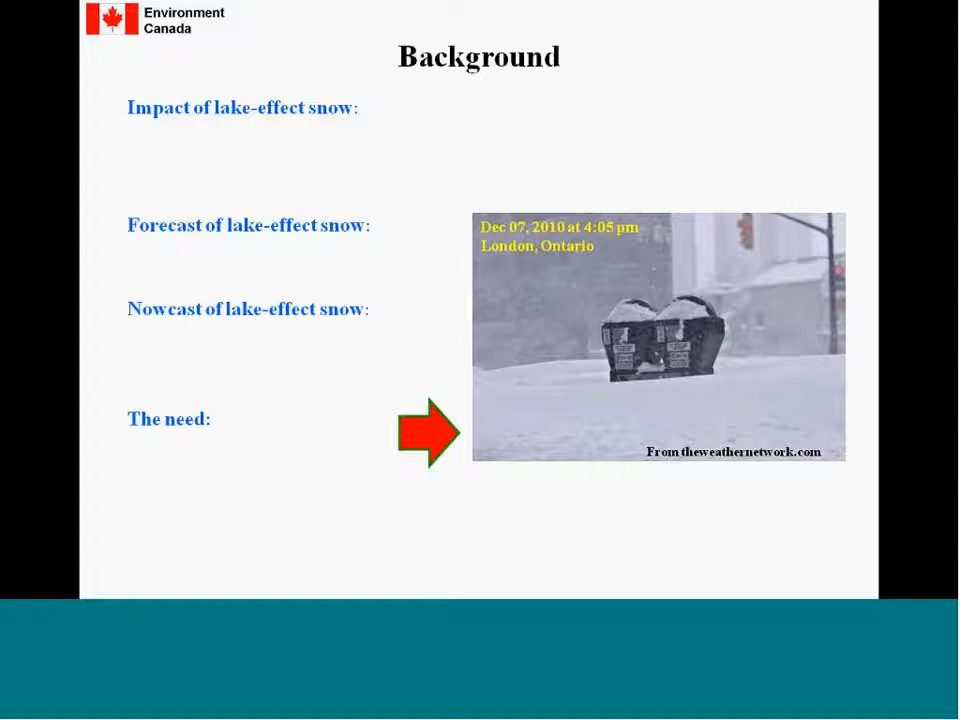 Environment
Canada
Background
Impact of lake-effect snow:
Forecast of lake-effect snow:
Dec 07, 2010 at 4:05 pm
London, Ontario
Nowcast of lake-effect snow:
The need:
From theweathernetwork.com